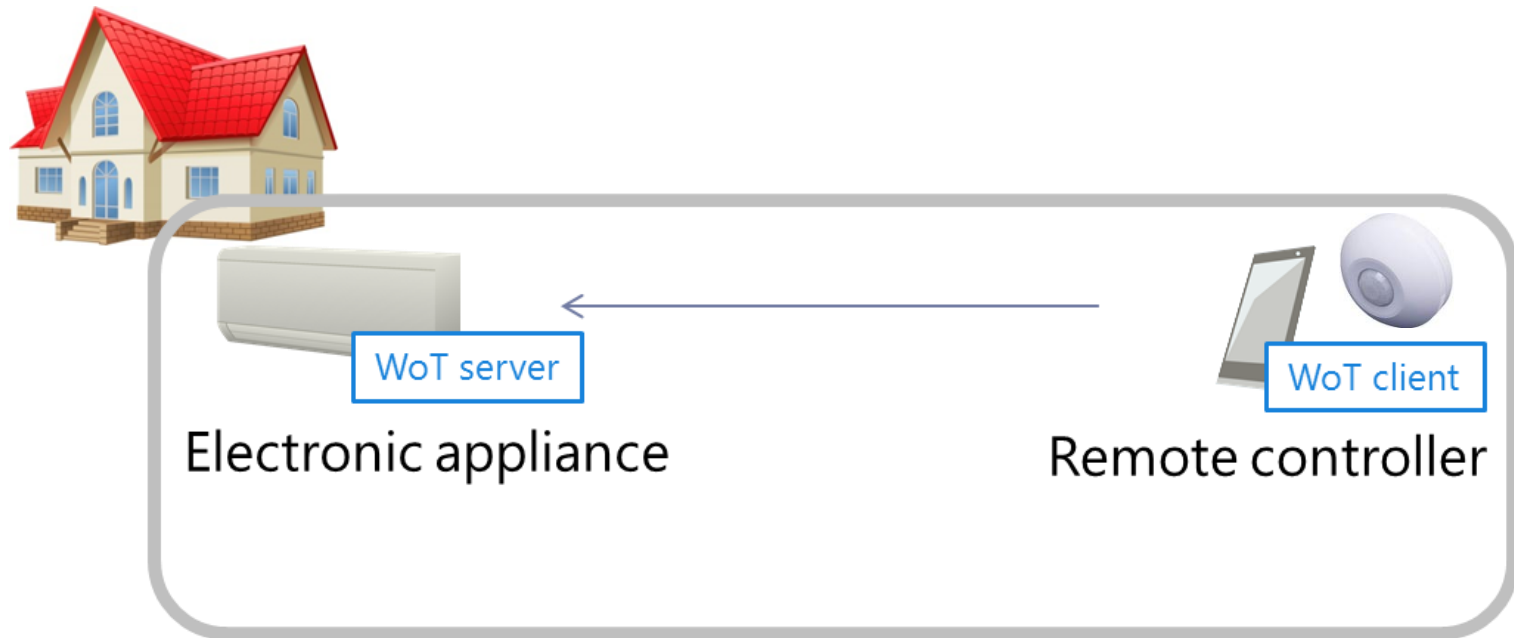 WoT server
WoT client
Electronic appliance
Remote controller